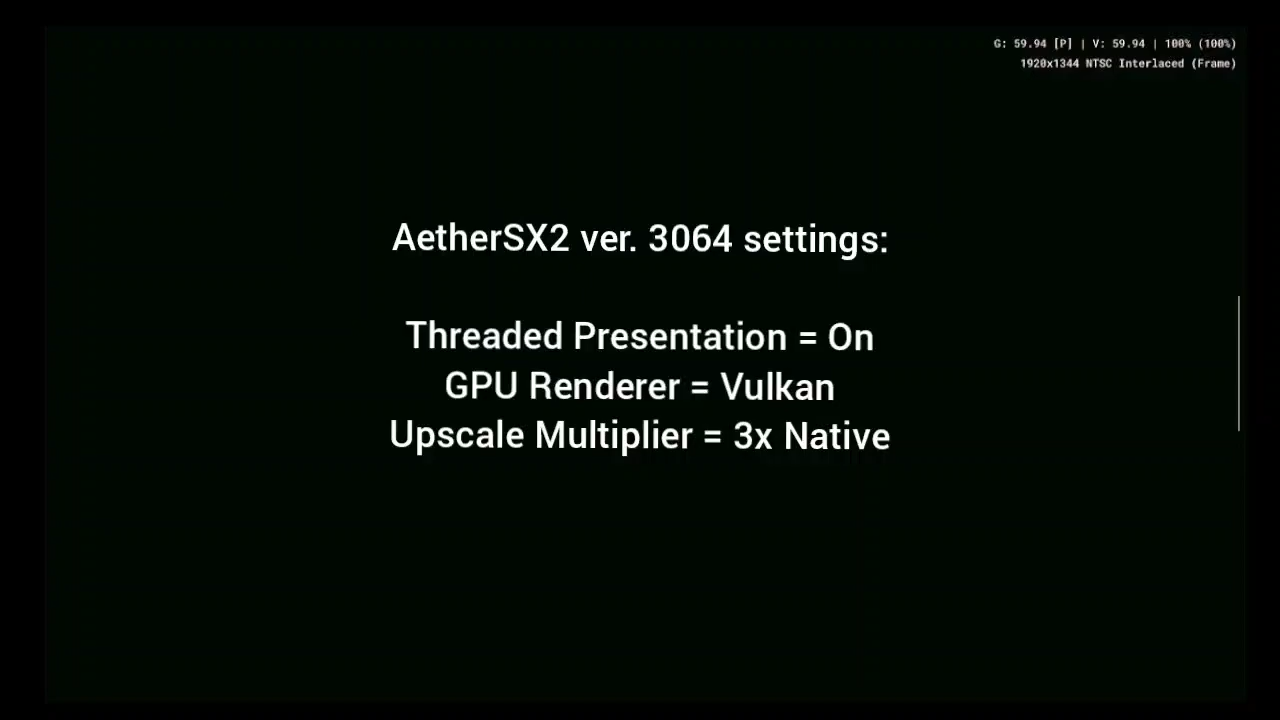 G: 59.94 [P] | V: 59.94 | 100% (100%)
1920x1344 NTSC Interlaced (Frame)
AetherSX2 ver. 3064 settings:
Threaded Presentation = On
GPU Renderer = Vulkan
Upscale Multiplier = 3x Native